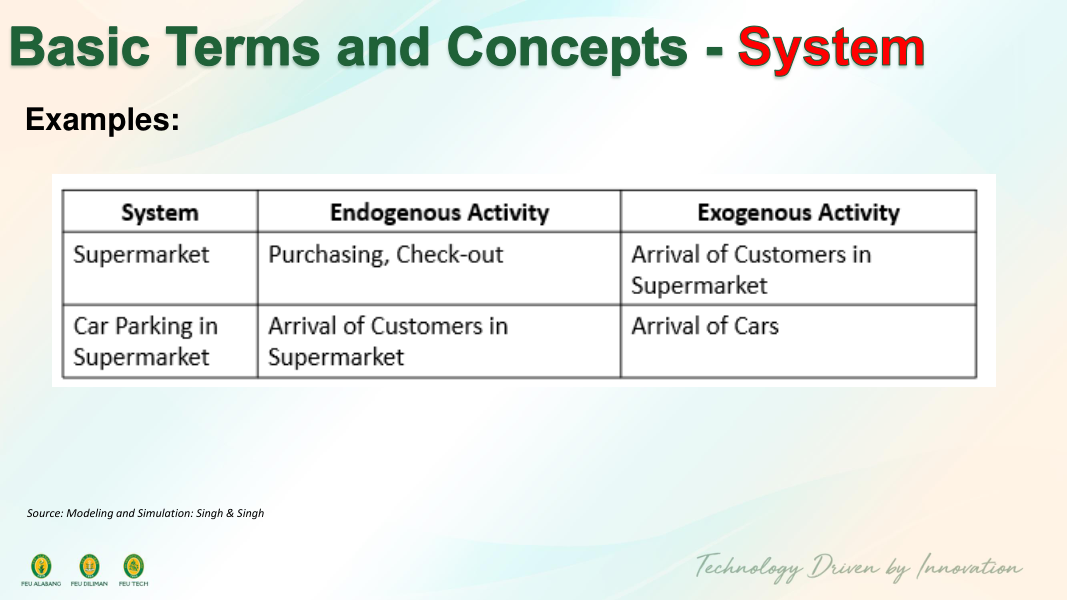 Basic Terms and Concepts - System
Examples:
System Endogenous Activity Exogenous Activity
Supermarket Purchasing, Check-out Arrival of Customers in
Supermarket
Car Parking in Arrival of Customers in Arrival of Cars
Supermarket Supermarket
Source: Modeling and Simulation: Singh & Singh
FEU ALABANG FEU DILIMAN FEU TECH
Technology Driven by Innovation